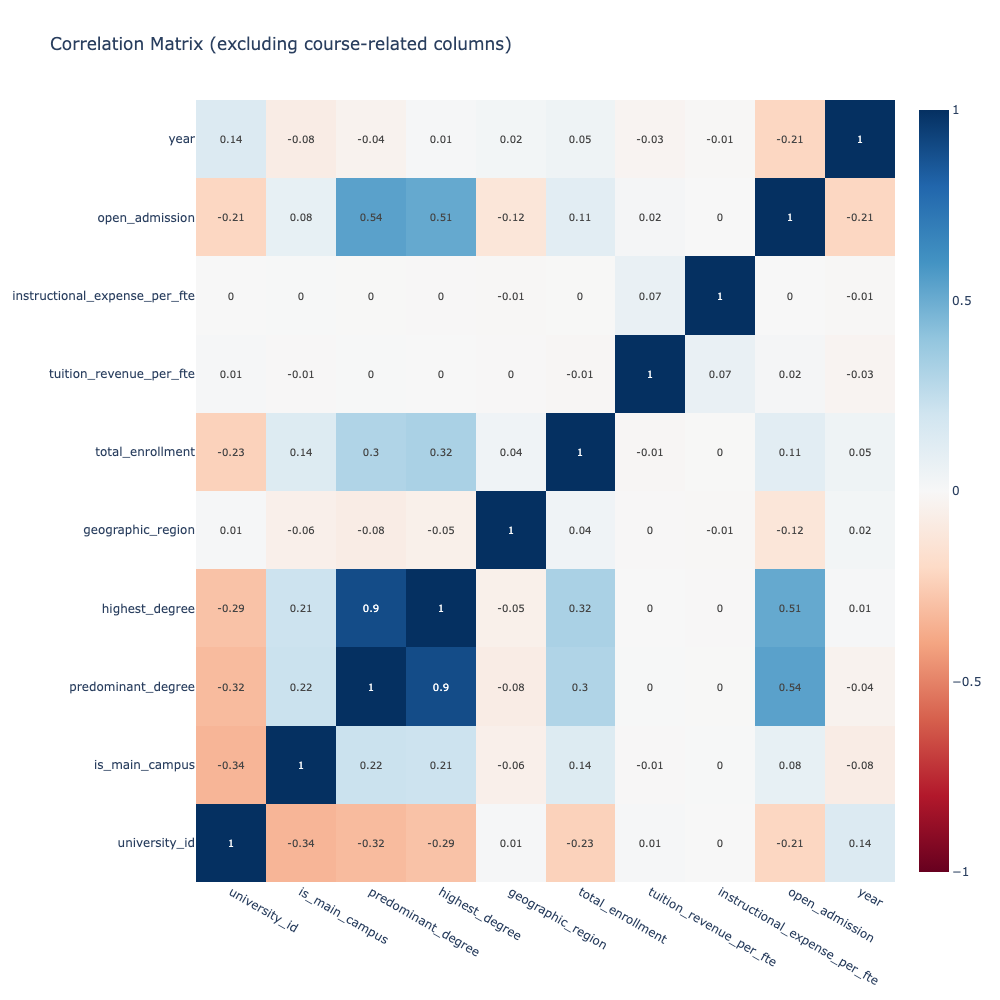 Correlation Matrix (excluding course-related columns)
year 0.14 -0.08 -0.04 0.01 0.02 0.05 -0.03 -0.01 -0.21 1
open_admission -0.21 0.08 0.54 0.51 -0.12 0.11 0.02 0 1 -0.21
instructional_expense_per_fte 0 0 0 0 -0.01 0 0.07 1 0 -0.01
tuition_revenue_per_fte 0.01 -0.01 0 0 0 -0.01 1 0.07 0.02 -0.03
total_enrollment -0.23 0.14 0.3 0.32 0.04 1 -0.01 0 0.11 0.05
geographic_region 0.01 -0.06 -0.08 -0.05 1 0.04 0 -0.01 -0.12 0.02
highest_degree -0.29 0.21 0.9 1 -0.05 0.32 0 0 0.51 0.01
predominant_degree -0.32 0.22 1 0.9 -0.08 0.3 0 0 0.54 -0.04
is_main_campus -0.34 1 0.22 0.21 -0.06 0.14 -0.01 0 0.08 -0.08
university_id 1 -0.34 -0.32 -0.29 0.01 -0.23 0.01 0 -0.21 0.14
university_id
is_main_campus
predominant_degree
highest_degree
geographic_region
total_enrollment
tuition_revenue_per_fte
instructional_expense_per_fte
open_admission
year
1
0.5
0
−0.5
−1